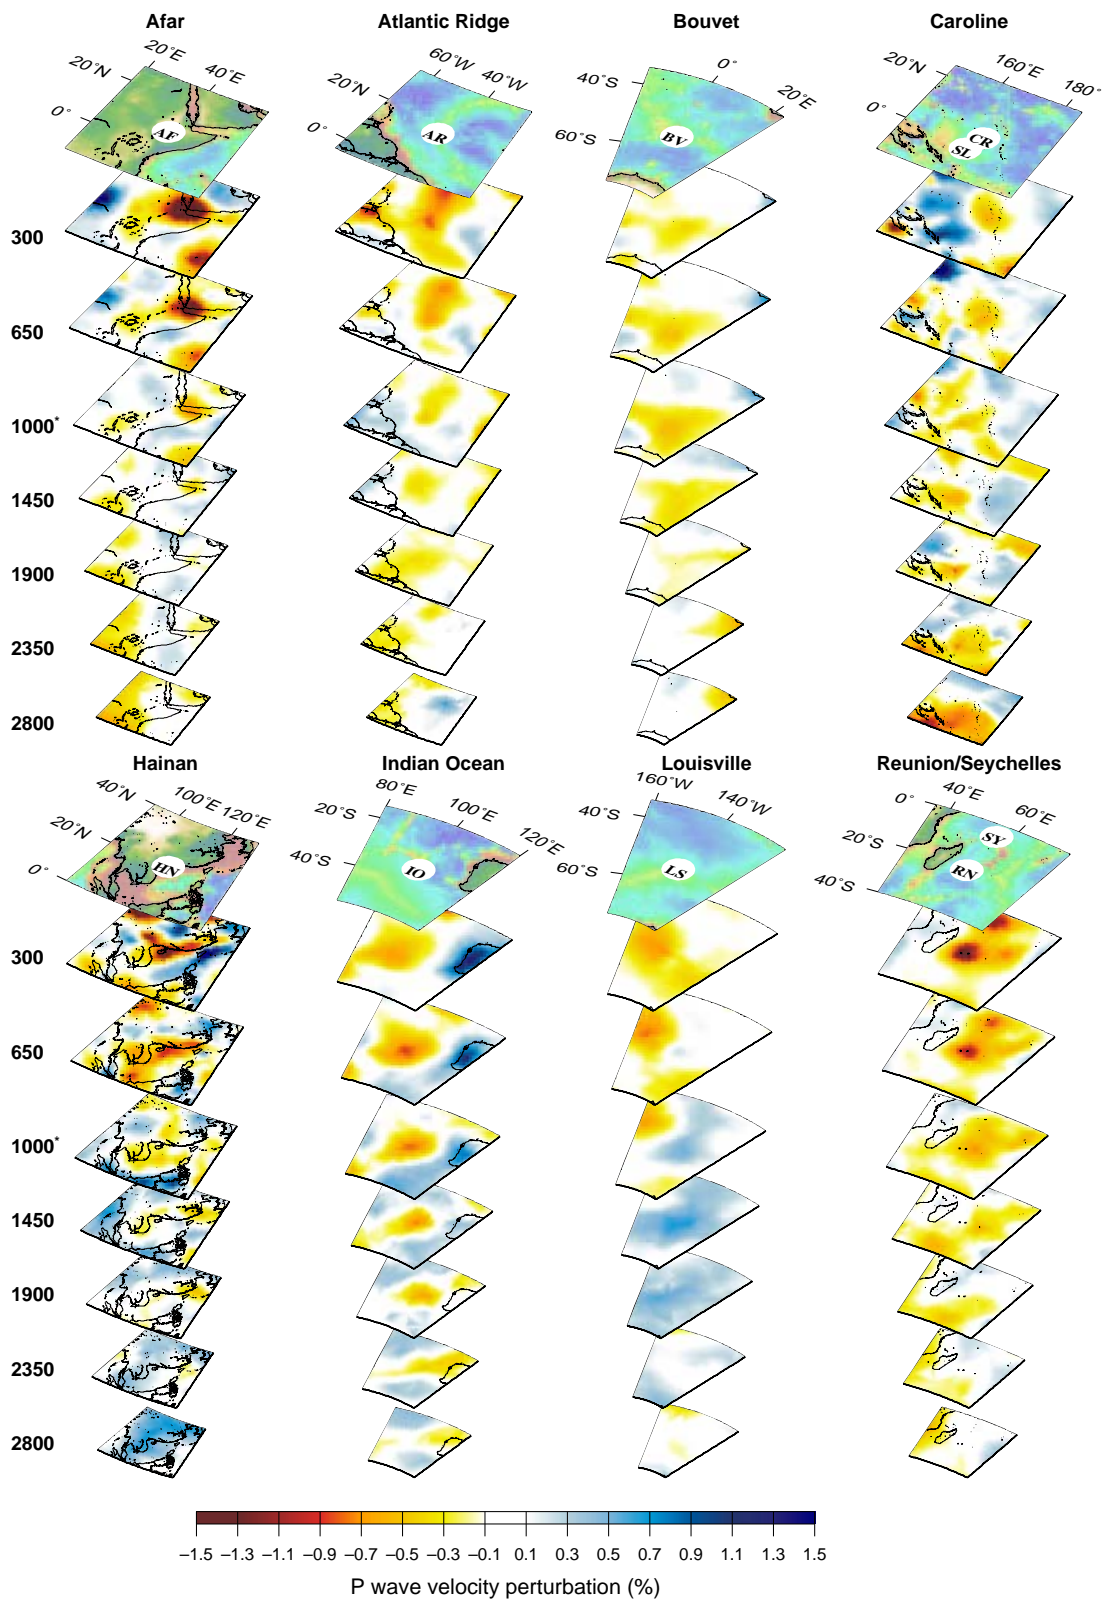 Afar
Atlantic Ridge
Bouvet
Caroline
20˚E
40˚E
20˚N
0˚
AF
60˚W
40˚W
20˚N
0˚
AR
0˚
20˚E
40˚S
60˚S
BV
160˚E
180˚
20˚N
0˚
CR
SL
300
650
1000*
1450
1900
2350
2800
Hainan
Indian Ocean
Louisville
Reunion/Seychelles
100˚E
120˚E
40˚N
20˚N
0˚
HN
80˚E
100˚E
120˚E
20˚S
40˚S
IO
160˚W
140˚W
40˚S
60˚S
LS
40˚E
60˚E
0˚
20˚S
40˚S
SY
RN
300
650
1000*
1450
1900
2350
2800
−1.5 −1.3 −1.1 −0.9 −0.7 −0.5 −0.3 −0.1 0.1 0.3 0.5 0.7 0.9 1.1 1.3 1.5
P wave velocity perturbation (%)